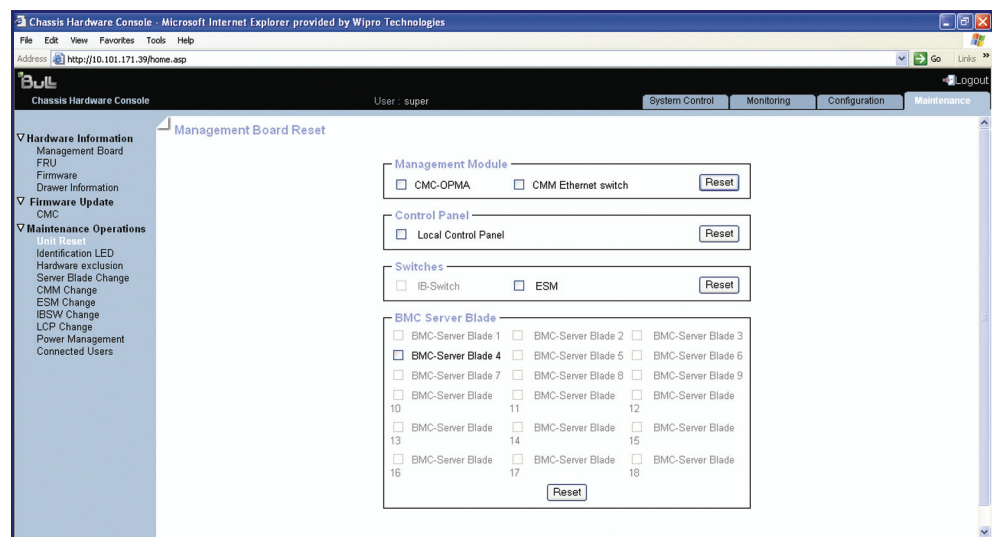 Chassis Hardware Console - Microsoft Internet Explorer provided by Wipro Technologies
File Edit View Favorites Tools Help
Address http://10.101.171.39/home.asp Go Links »
Bull
Logout
Chassis Hardware Console
User : super
System Control Monitoring Configuration Maintenance
Hardware Information
Management Board
FRU
Firmware
Drawer Information
Firmware Update
CMC
Maintenance Operations
Unit Reset
Identification LED
Hardware exclusion
Server Blade Change
CMM Change
ESM Change
IBSW Change
LCP Change
Power Management
Connected Users
Management Board Reset
Management Module
CMC-OPMA CMM Ethernet switch Reset
Control Panel
Local Control Panel Reset
Switches
IB-Switch ESM Reset
BMC Server Blade
BMC-Server Blade 1 BMC-Server Blade 2 BMC-Server Blade 3
BMC-Server Blade 4 BMC-Server Blade 5 BMC-Server Blade 6
BMC-Server Blade 7 BMC-Server Blade 8 BMC-Server Blade 9
BMC-Server Blade BMC-Server Blade BMC-Server Blade
10 11 12
BMC-Server Blade BMC-Server Blade BMC-Server Blade
13 14 15
BMC-Server Blade BMC-Server Blade BMC-Server Blade
16 17 18
Reset